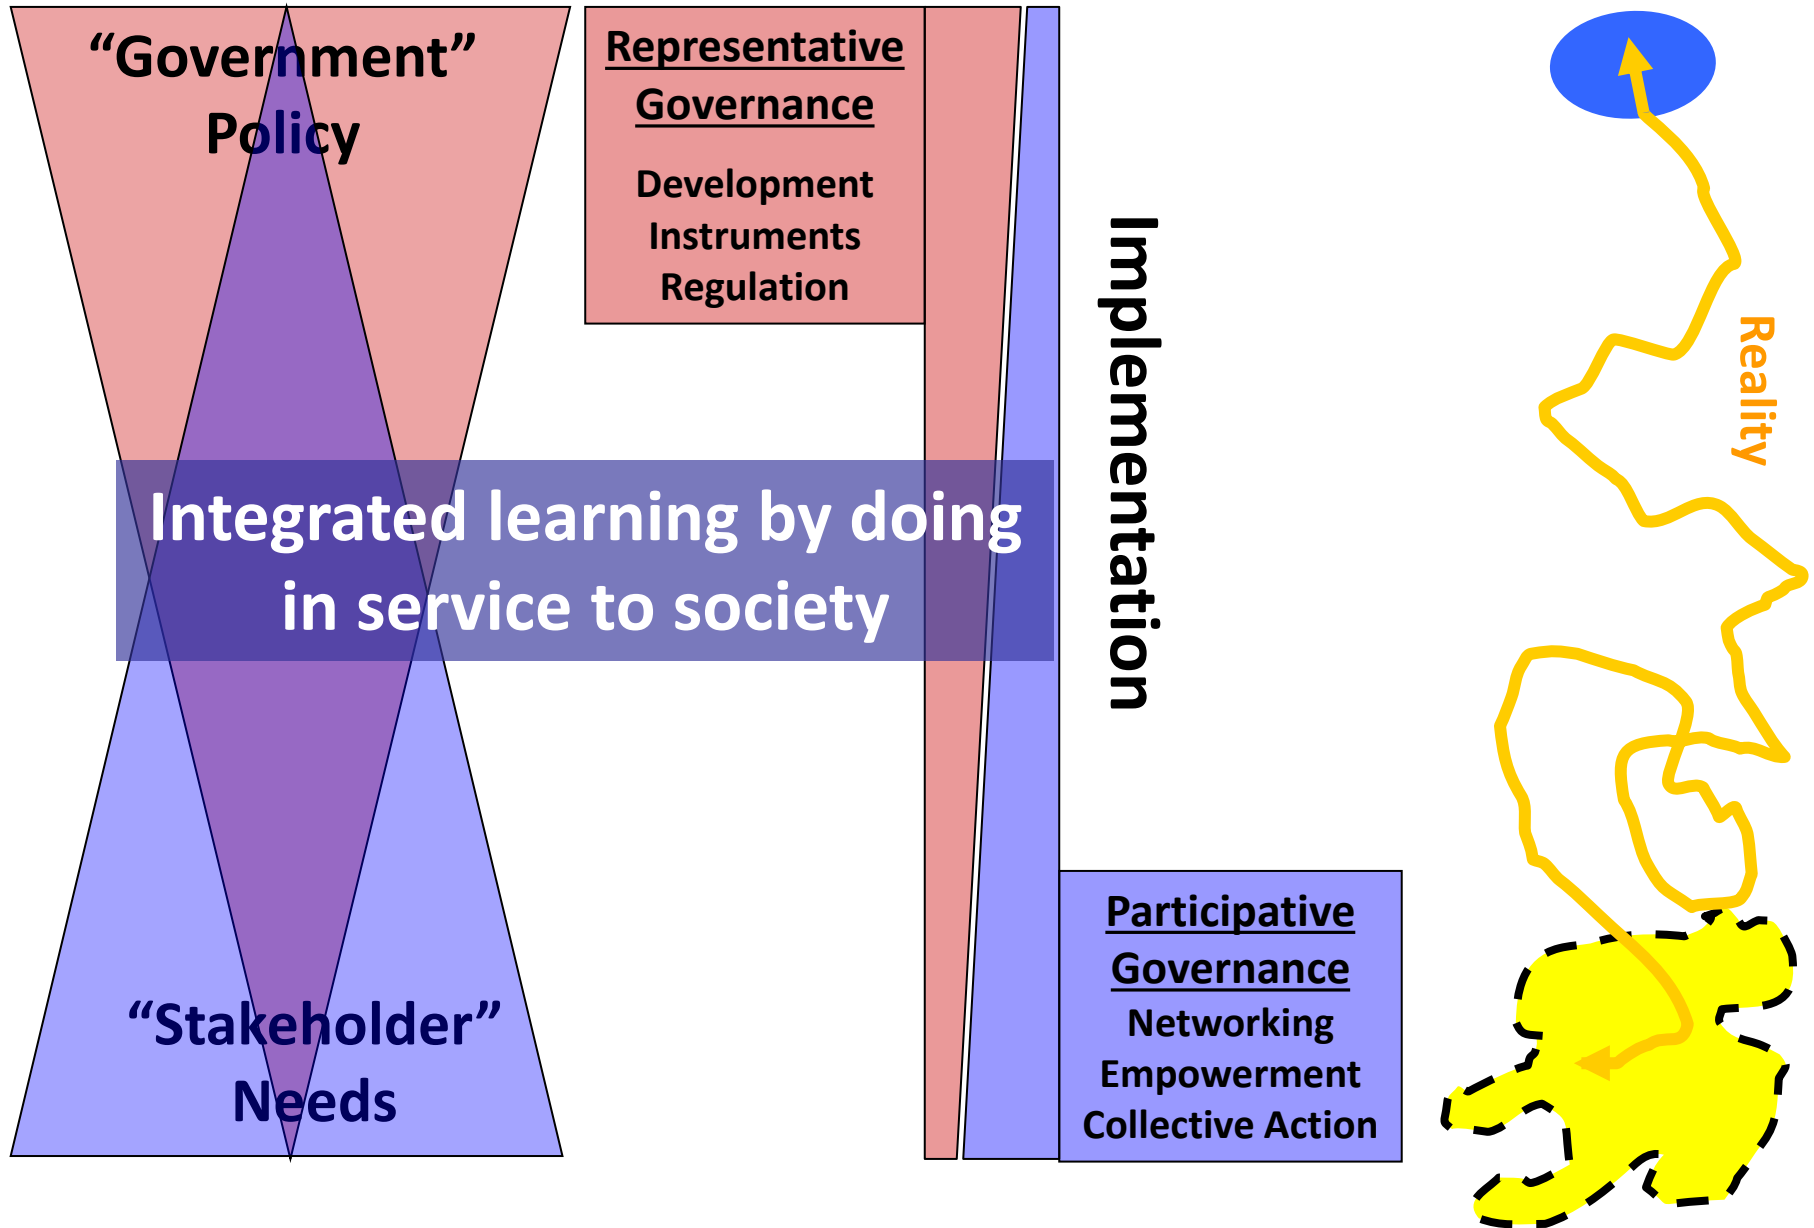 “Government”
Policy
Representative
Governance
Development
Instruments
Regulation
Implementation
Reality
Integrated learning by doing
in service to society
“Stakeholder”
Needs
Participative
Governance
Networking
Empowerment
Collective Action